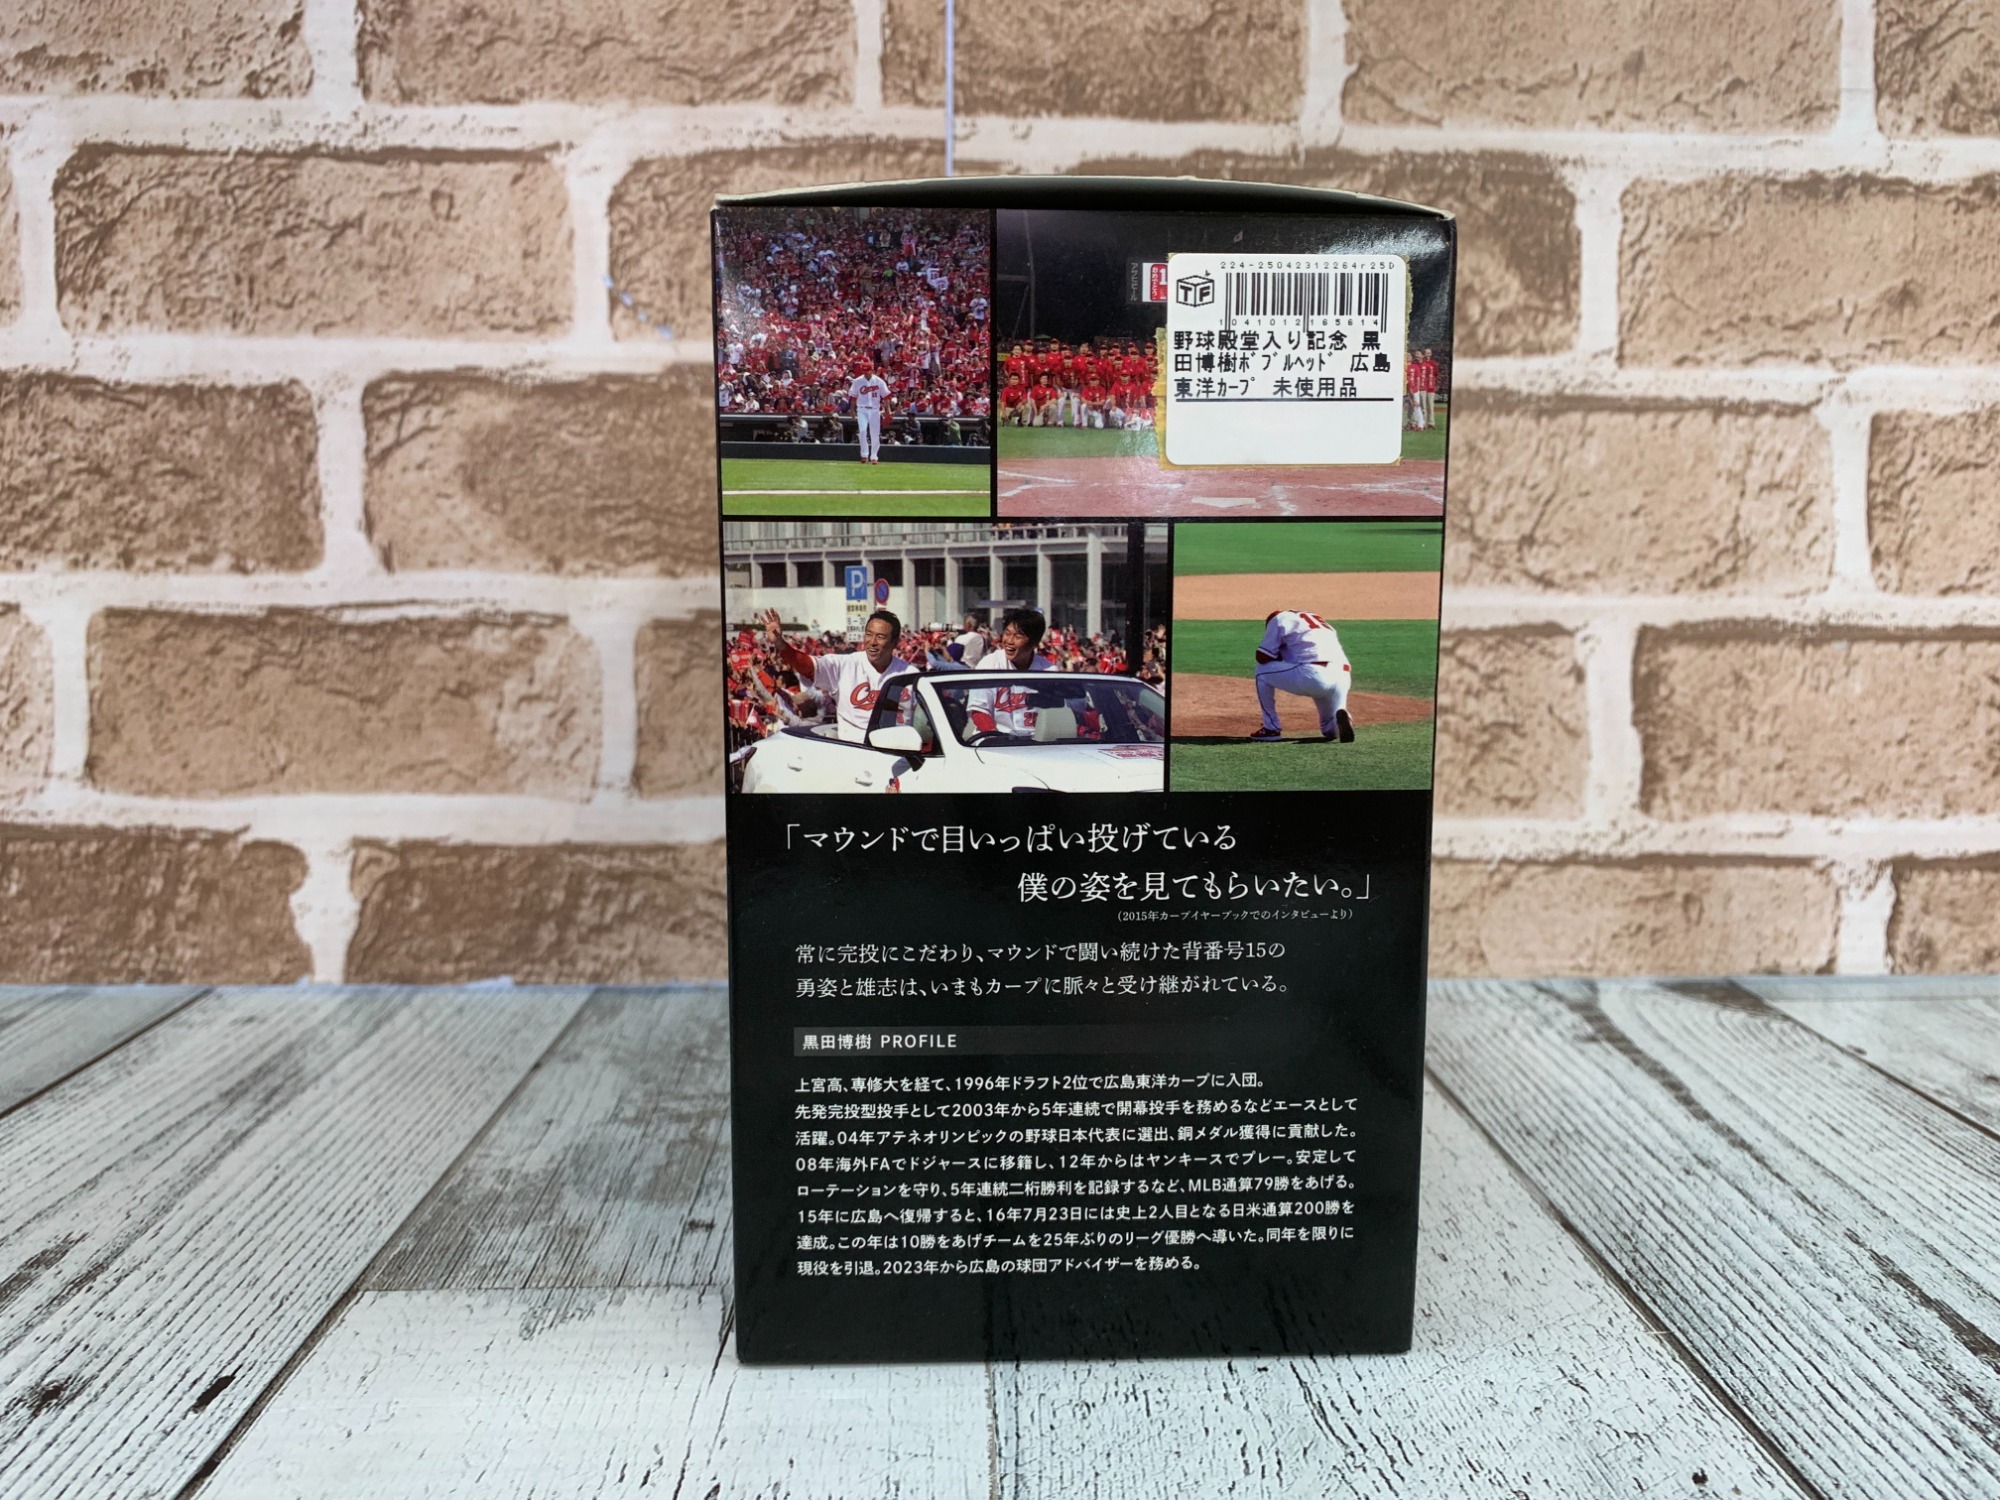 224-25042312264r25D
TF
1041012165614
野球殿堂入り記念 黒
田博樹ﾎﾞﾌﾞﾙﾍｯﾄﾞ 広島
東洋ｶｰﾌﾟ 未使用品
アサヒビール
P
15
「マウンドで目いっぱい投げている
僕の姿を見てもらいたい。」
(2015年カープイヤーブックでのインタビューより)
常に完投にこだわり、マウンドで闘い続けた背番号15の
勇姿と雄志は、いまもカープに脈々と受け継がれている。
黒田博樹 PROFILE
上宮高、専修大を経て、1996年ドラフト2位で広島東洋カープに入団。
先発完投型投手として2003年から5年連続で開幕投手を務めるなどエースとして
活躍。04年アテネオリンピックの野球日本代表に選出、銅メダル獲得に貢献した。
08年海外FAでドジャースに移籍し、12年からはヤンキースでプレー。安定して
ローテーションを守り、5年連続二桁勝利を記録するなど、MLB通算79勝をあげる。
15年に広島へ復帰すると、16年7月23日には史上2人目となる日米通算200勝を
達成。この年は10勝をあげチームを25年ぶりのリーグ優勝へ導いた。同年を限りに
現役を引退。2023年から広島の球団アドバイザーを務める。